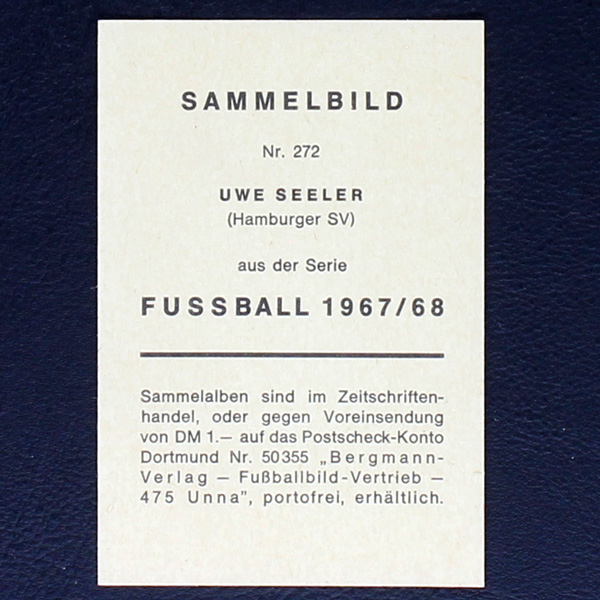 SAMMELBILD
Nr. 272
UWE SEELER
(Hamburger SV)
aus der Serie
FUSSBALL 1967/68
Sammelalben sind im Zeitschriften-
handel, oder gegen Voreinsendung
von DM 1.— auf das Postscheck-Konto
Dortmund Nr. 50355 „Bergmann-
Verlag — Fußballbild-Vertrieb —
475 Unna”, portofrei, erhältlich.